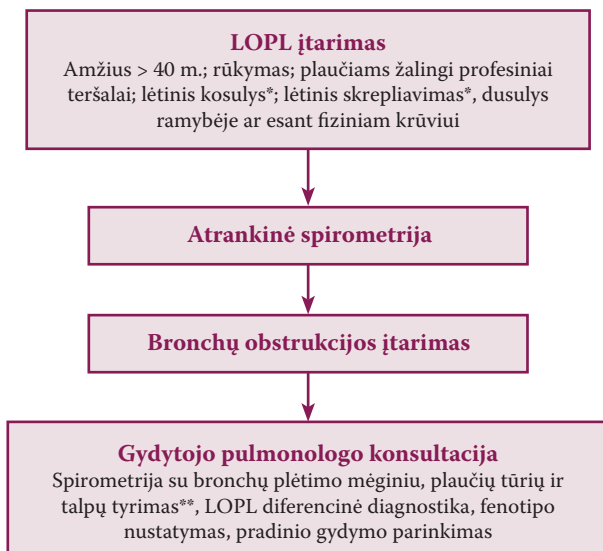 LOPL įtarimas
Amžius > 40 m.; rūkymas; plaučiams žalingi profesiniai
teršalai; lėtinis kosulys*; lėtinis skrepliavimas*, dusulys
ramybėje ar esant fiziniam krūviui
Atrankinė spirometrija
Bronchų obstrukcijos įtarimas
Gydytojo pulmonologo konsultacija
Spirometrija su bronchų plėtimo mėginiu, plaučių tūrių ir
talpų tyrimas**, LOPL diferencinė diagnostika, fenotipo
nustatymas, pradinio gydymo parinkimas